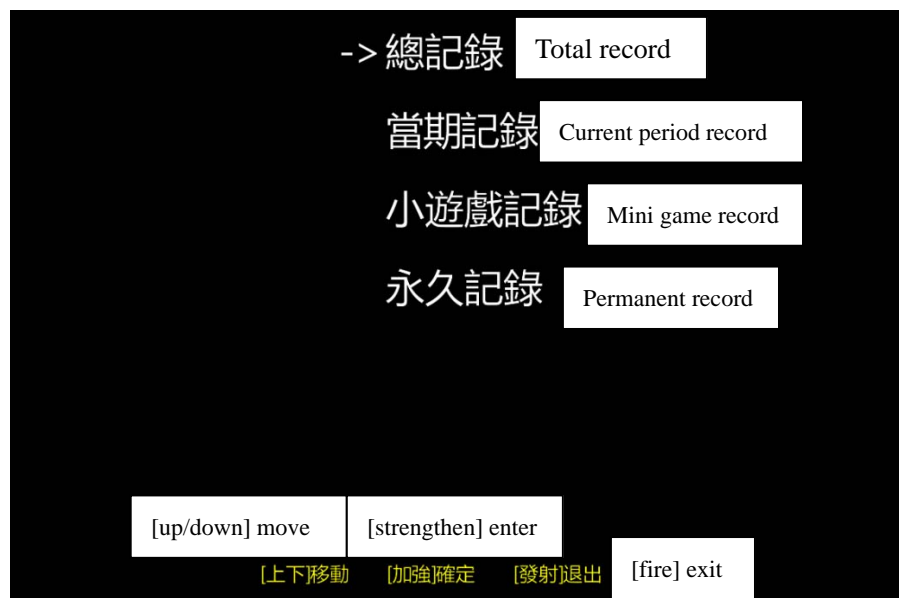 ->總記錄 Total record
當期記錄 Current period record
小遊戲記錄 Mini game record
永久記錄 Permanent record
[up/down] move [strengthen] enter
[上下]移動 [加強]確定 [發射]退出 [fire] exit